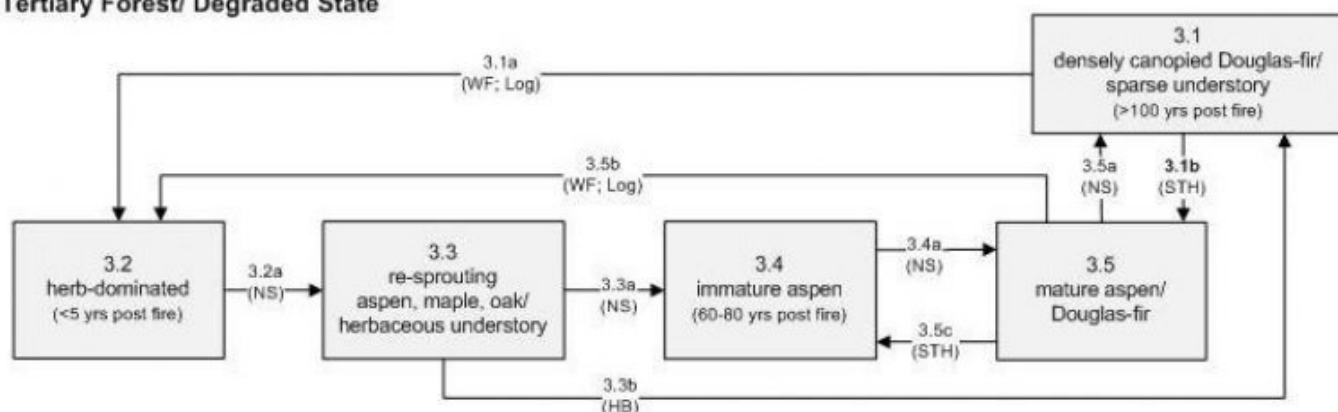 Tertiary Forest/ Degraded State
3.1
densely canopied Douglas-fir/
sparse understory
(>100 yrs post fire)
3.1a
(WF; Log)
3.5b
(WF; Log)
3.5a
(NS)
3.1b
(STH)
3.2
herb-dominated
(<5 yrs post fire)
3.2a
(NS)
3.3
re-sprouting
aspen, maple, oak/
herbaceous understory
3.3a
(NS)
3.4
immature aspen
(60-80 yrs post fire)
3.4a
(NS)
3.5c
(STH)
3.5
mature aspen/
Douglas-fir
3.3b
(HB)